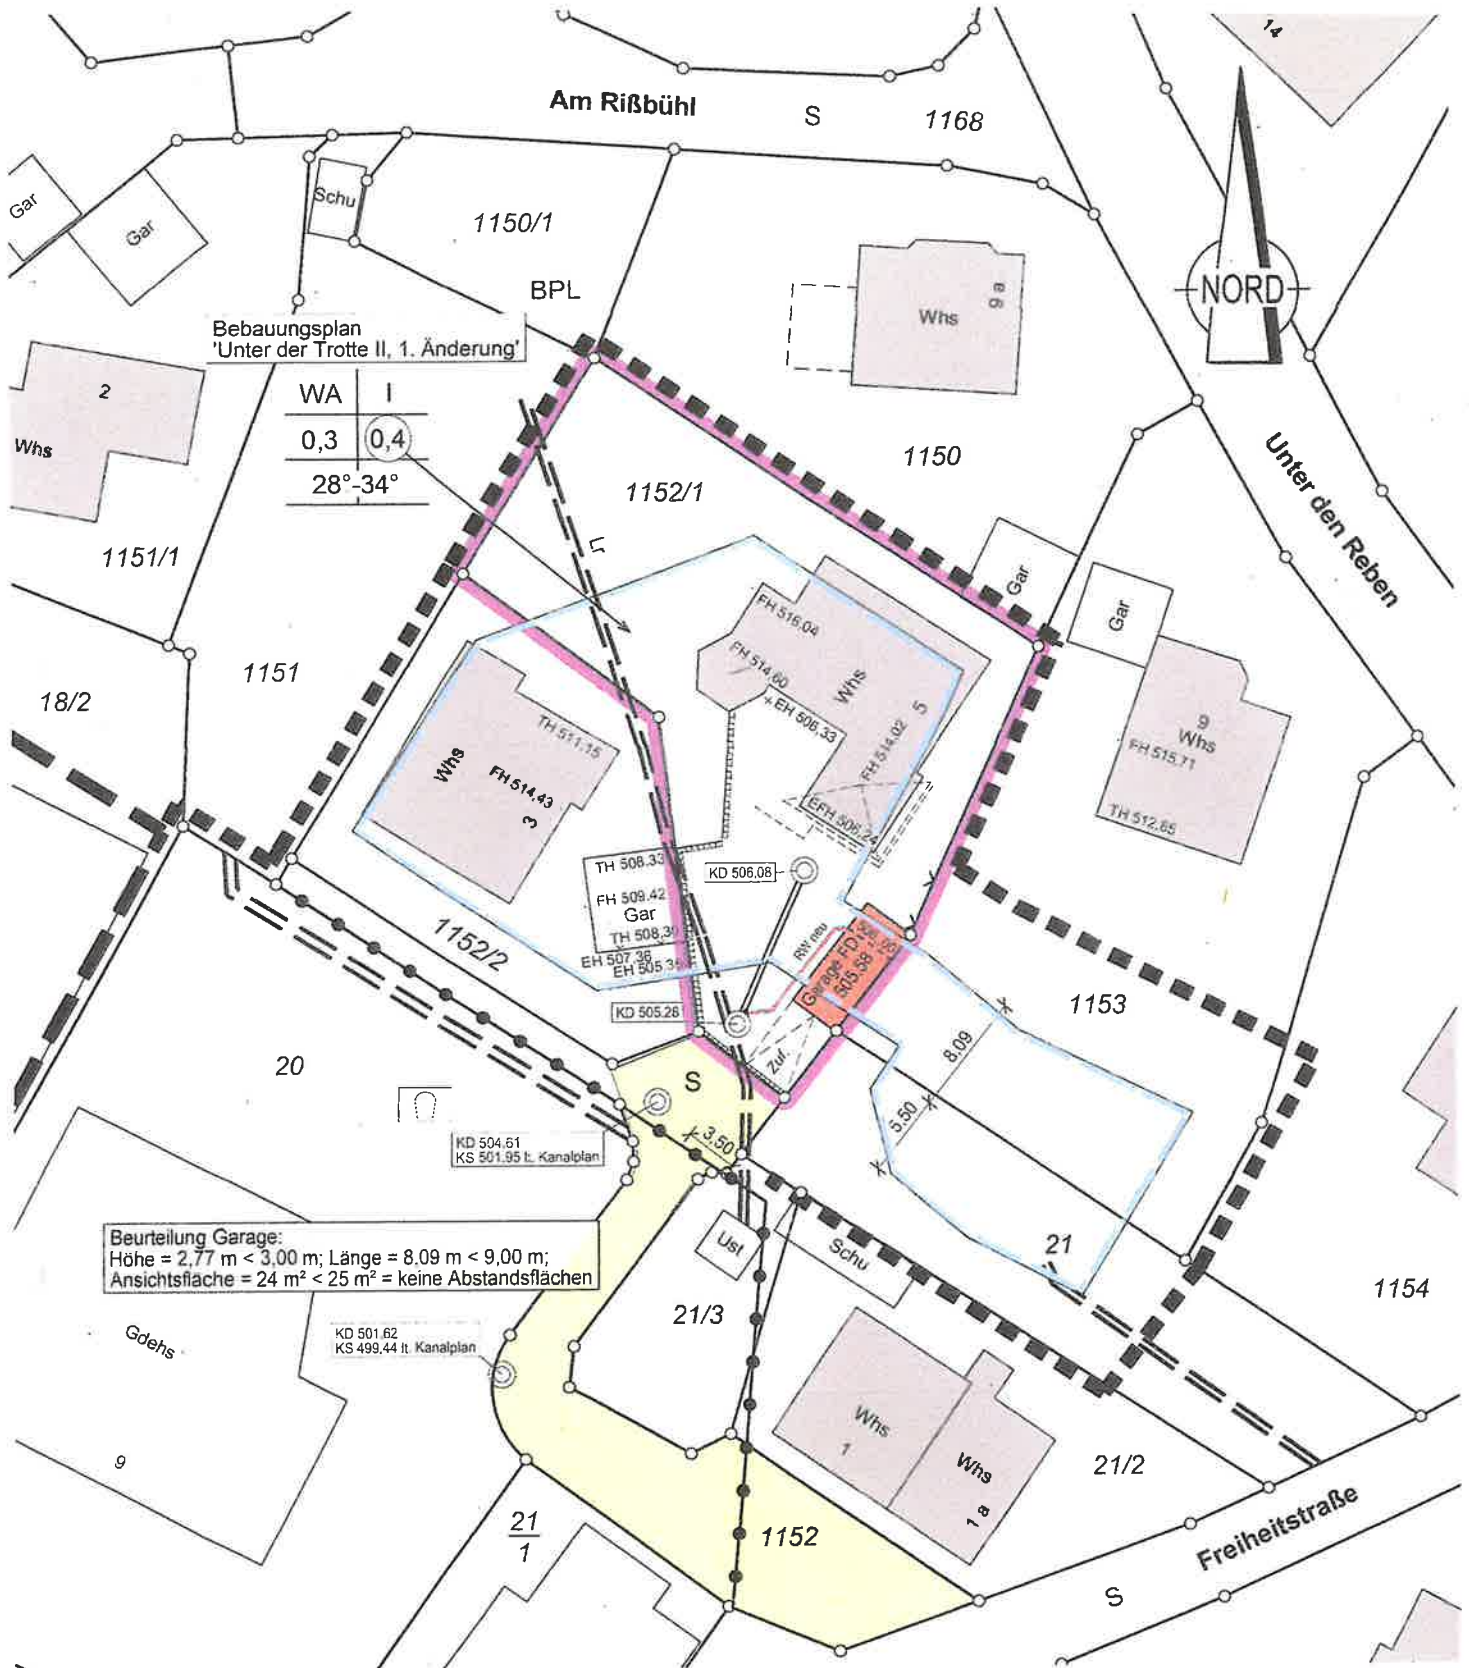 14
Am Rißbühl
S
1168
Gar
Gar
Schu
1150/1
BPL
NORD
Whs
9 a
Bebauungsplan
'Unter der Trotte II, 1. Änderung'
WA I
0,3 0,4
28°-34°
2
Whs
1150
Unter den Reben
1152/1
Lr
1151/1
Gar
Gar
FH 516.04
FH 514.60
Whs
5
+ EH 506,33
FH 514.02
EFH 506.24
18/2
1151
TH 511.15
Whs
FH 514,43
3
9
Whs
FH 515.71
TH 512.65
TH 508.33
FH 509.42
Gar
TH 508,30
EH 507,36
EH 505,35
KD 506,08
RW neu
Garage FD
505.58
1152/2
KD 505.28
1153
8,09
5,50
20
S
Zuf.
3,50
KD 504.61
KS 501.95 lt. Kanalplan
Beurteilung Garage:
Höhe = 2,77 m < 3,00 m; Länge = 8,09 m < 9,00 m;
Ansichtsfläche = 24 m² < 25 m² = keine Abstandsflächen
Ust
Schu
21
1154
21/3
Gdehs
KD 501,62
KS 499,44 lt. Kanalplan
9
Whs
1
Whs
1 a
21/2
21
1
1152
Freiheitstraße
S